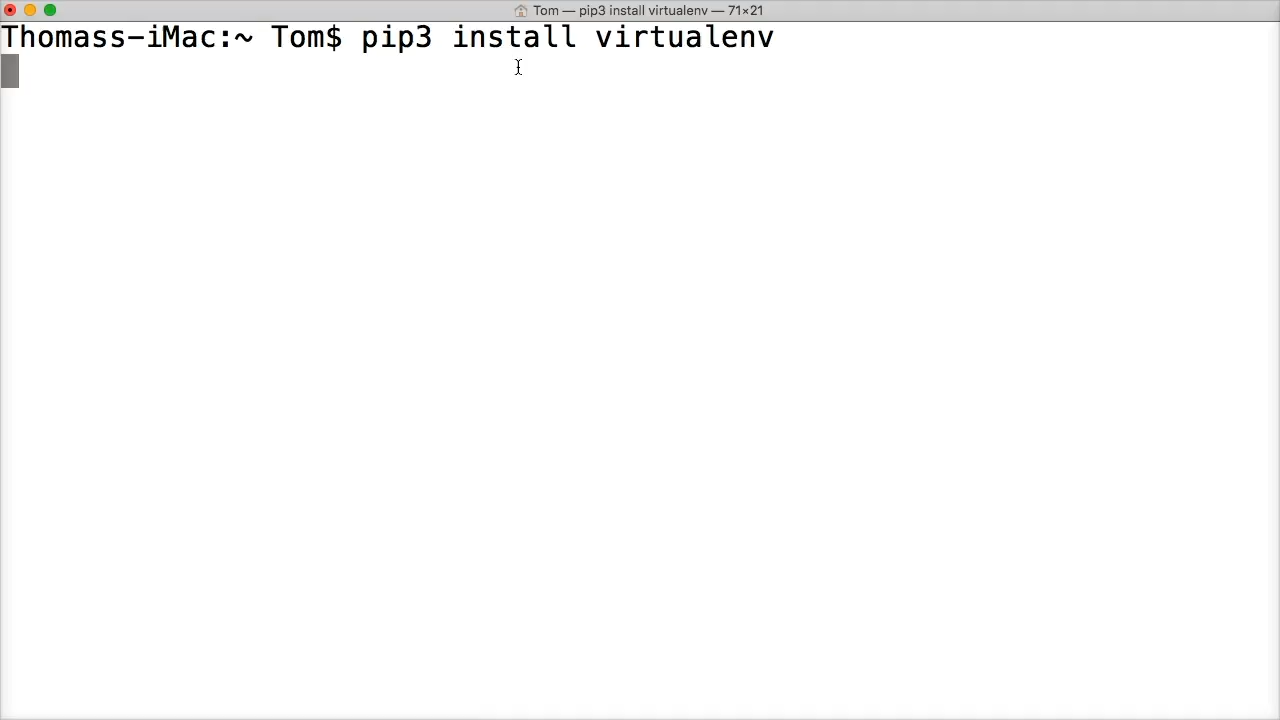 Tom — pip3 install virtualenv — 71×21
Thomass-iMac:~ Tom$ pip3 install virtualenv